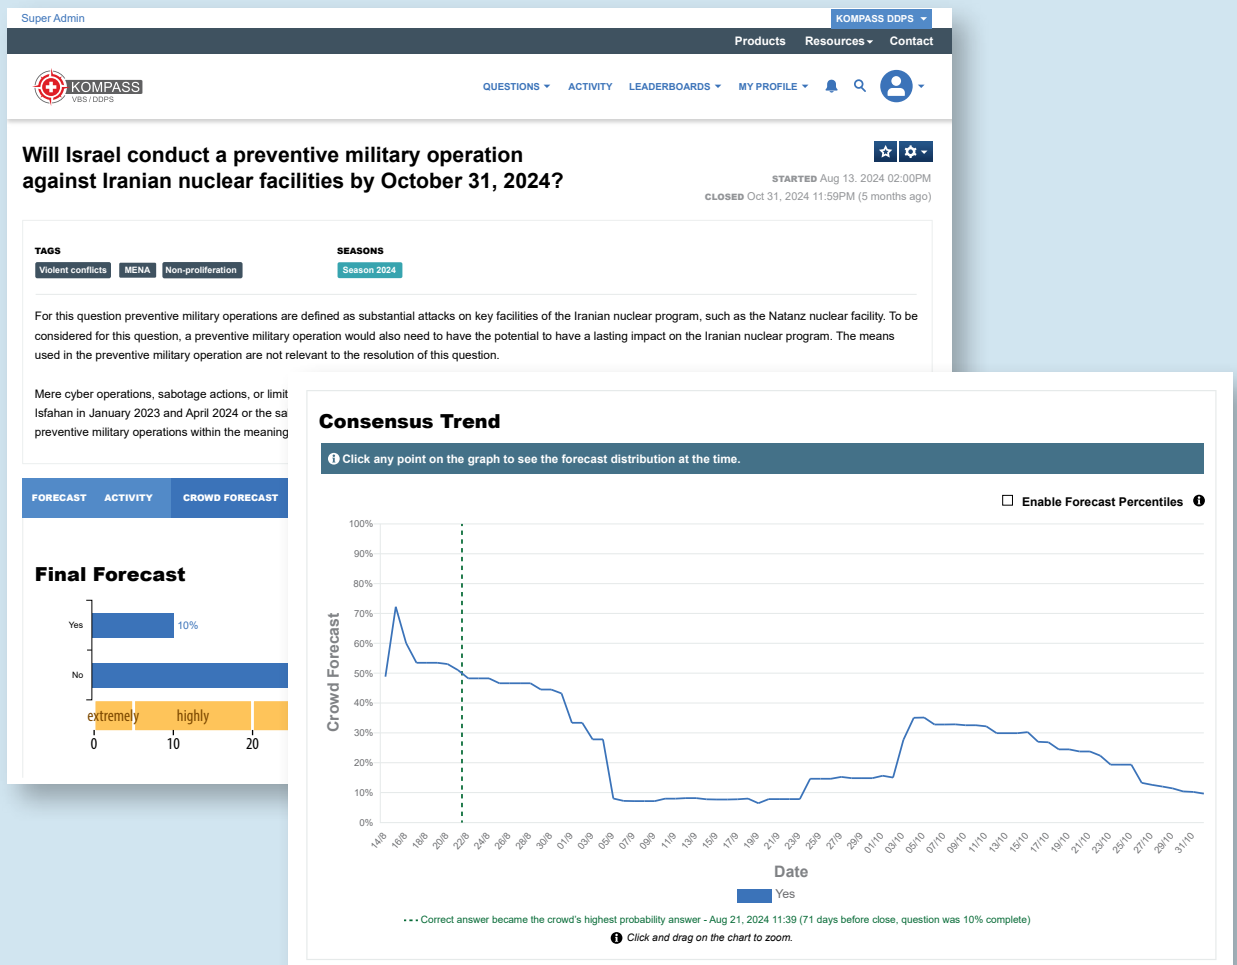 Super Admin
KOMPASS DDPS
Products Resources Contact
KOMPASS
VBS / DDPS
QUESTIONS ACTIVITY LEADERBOARDS MY PROFILE
Will Israel conduct a preventive military operation
against Iranian nuclear facilities by October 31, 2024?
STARTED Aug 13. 2024 02:00PM
CLOSED Oct 31, 2024 11:59PM (5 months ago)
TAGS
Violent conflicts MENA Non-proliferation
SEASONS
Season 2024
For this question preventive military operations are defined as substantial attacks on key facilities of the Iranian nuclear program, such as the Natanz nuclear facility. To be
considered for this question, a preventive military operation would also need to have the potential to have a lasting impact on the Iranian nuclear program. The means
used in the preventive military operation are not relevant to the resolution of this question.
Mere cyber operations, sabotage actions, or limit
Isfahan in January 2023 and April 2024 or the sa
preventive military operations within the meaning
FORECAST ACTIVITY CROWD FORECAST
Final Forecast
Yes
10%
No
extremely highly
0 10 20
Consensus Trend
Click any point on the graph to see the forecast distribution at the time.
Enable Forecast Percentiles
Crowd Forecast
100%
90%
80%
70%
60%
50%
40%
30%
20%
10%
0%
14/8 16/8 18/8 20/8 22/8 24/8 26/8 28/8 30/8 01/9 03/9 05/9 07/9 09/9 11/9 13/9 15/9 17/9 19/9 21/9 23/9 25/9 27/9 29/9 01/10 03/10 05/10 07/10 09/10 11/10 13/10 15/10 17/10 19/10 21/10 23/10 25/10 27/10 29/10 31/10
Date
Yes
Correct answer became the crowd's highest probability answer - Aug 21, 2024 11:39 (71 days before close, question was 10% complete)
Click and drag on the chart to zoom.